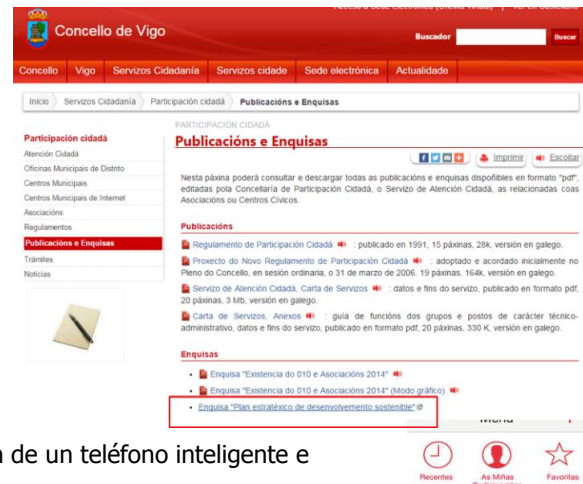 Acceso á Sede Electrónica (Oficina Virtual) | Ver en Castellano
Concello de Vigo
Buscador
Buscar
Concello Vigo Servizos Cidadanía Servizos cidade Sede electrónica Actualidade
Inicio Servizos Cidadanía Participación cidadá Publicacións e Enquisas
Participación cidadá
Atención Cidadá
Oficinas Municipais de Distrito
Centros Municipais
Centros Municipais de Internet
Asociacións
Regulamentos
Publicacións e Enquisas
Trámites
Noticias
PARTICIPACIÓN CIDADÁ
Publicacións e Enquisas
Imprimir Escoitar
Nesta páxina poderá consultar e descargar todas as publicacións e enquisas dispoñibles en formato "pdf",
editadas pola Concellaría de Participación Cidadá, o Servizo de Atención Cidadá, as relacionadas coas
Asociacións ou Centros Cívicos.
Publicacións
Regulamento de Participación Cidadá : publicado en 1991, 15 páxinas, 28k, versión en galego.
Proxecto do Novo Regulamento de Participación Cidadá : adoptado e acordado inicialmente no
Pleno do Concello, en sesión ordinaria, o 31 de marzo de 2006. 19 páxinas, 164k, versión en galego.
Servizo de Atención Cidadá, Carta de Servizos : datos e fins do servizo, publicado en formato pdf,
20 páxinas, 3 Mb, versión en galego.
Carta de Servizos, Anexos : guía de funcións dos grupos e postos de carácter técnico-
administrativo, datos e fins do servizo, publicado en formato pdf, 20 páxinas, 330 K, versión en galego.
Enquisas
• Enquisa "Existencia do 010 e Asociacións 2014"
• Enquisa "Existencia do 010 e Asociacións 2014" (Modo gráfico)
• Enquisa "Plan estratéxico de desenvolvemento sostenible"
de un teléfono inteligente e
Recentes As Miñas Favoritas